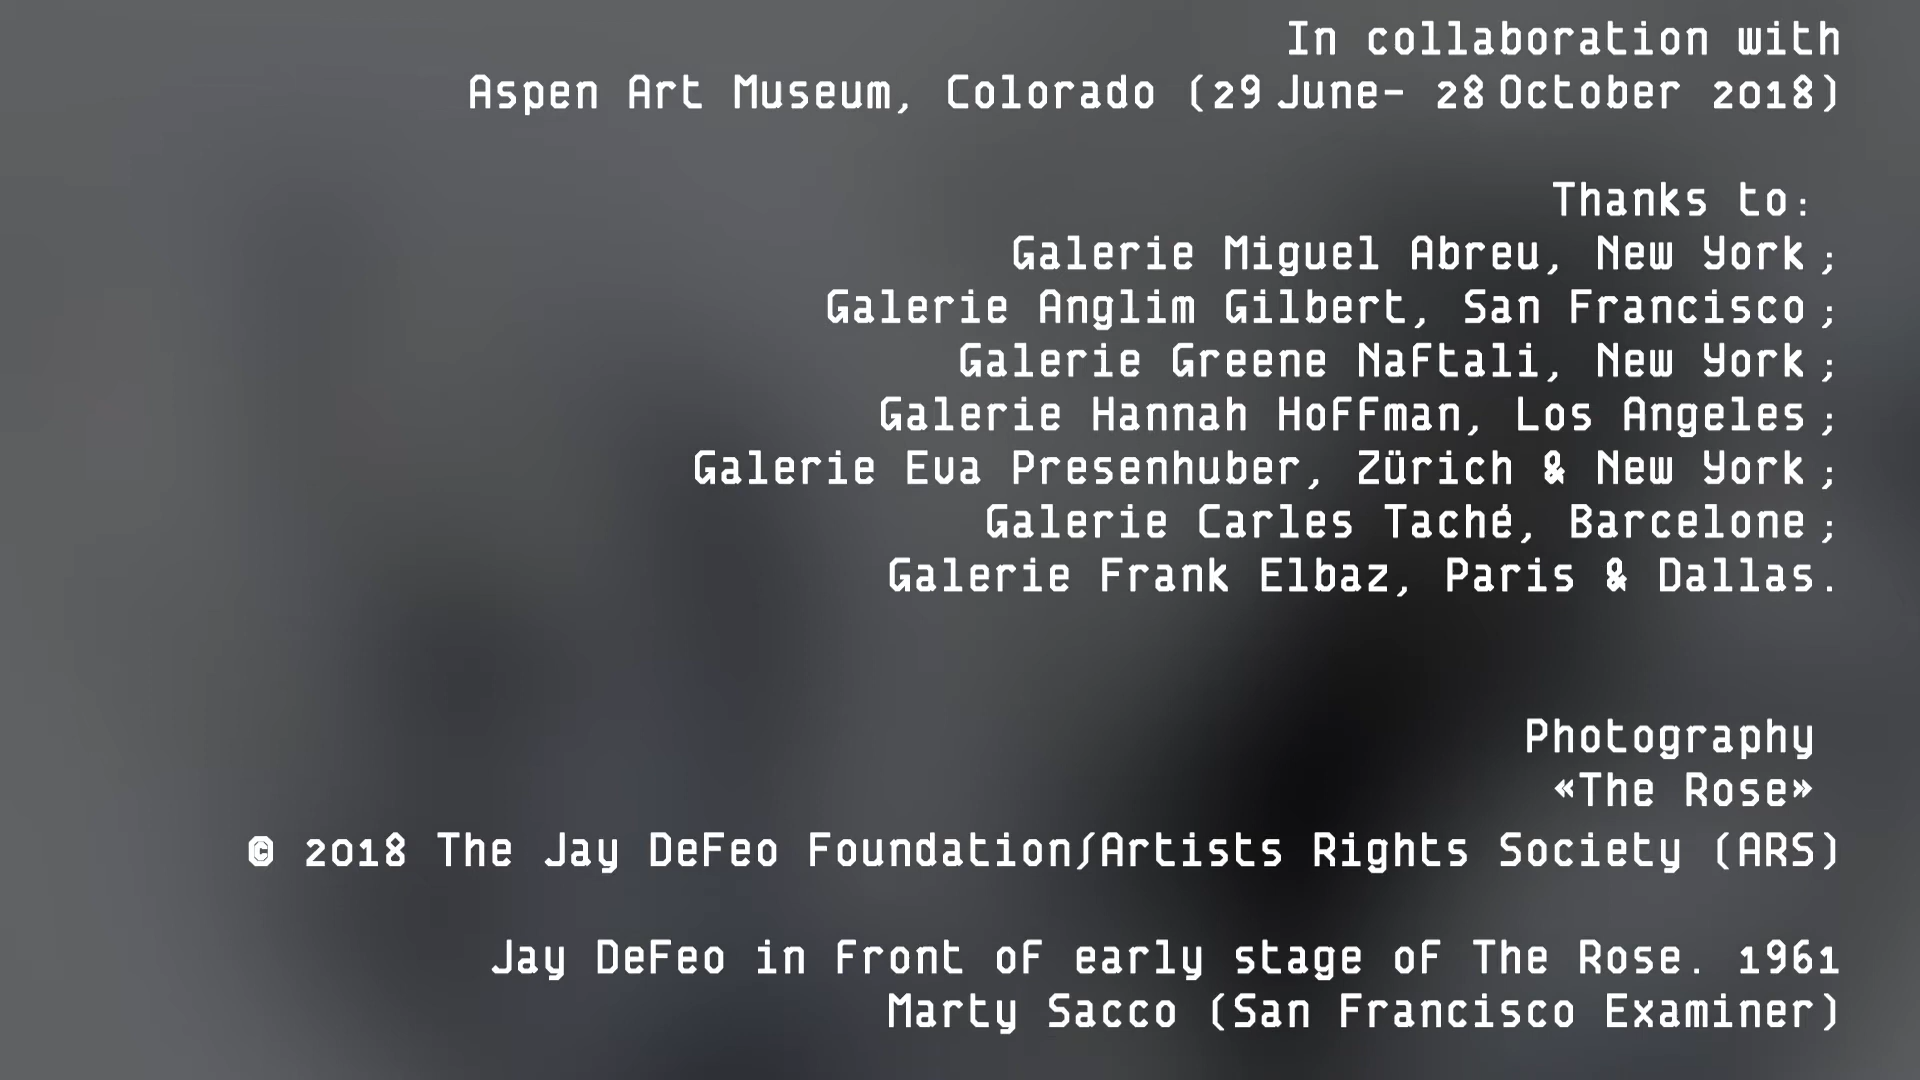 In collaboration with
Aspen Art Museum, Colorado (29 June– 28 October 2018)
Thanks to:
Galerie Miguel Abreu, New York ;
Galerie Anglim Gilbert, San Francisco ;
Galerie Greene Naftali, New York ;
Galerie Hannah Hoffman, Los Angeles ;
Galerie Eva Presenhuber, Zürich & New York ;
Galerie Carles Taché, Barcelone ;
Galerie Frank Elbaz, Paris & Dallas.
Photography
«The Rose»
© 2018 The Jay DeFeo Foundation/Artists Rights Society (ARS)
Jay DeFeo in front of early stage of The Rose. 1961
Marty Sacco (San Francisco Examiner)